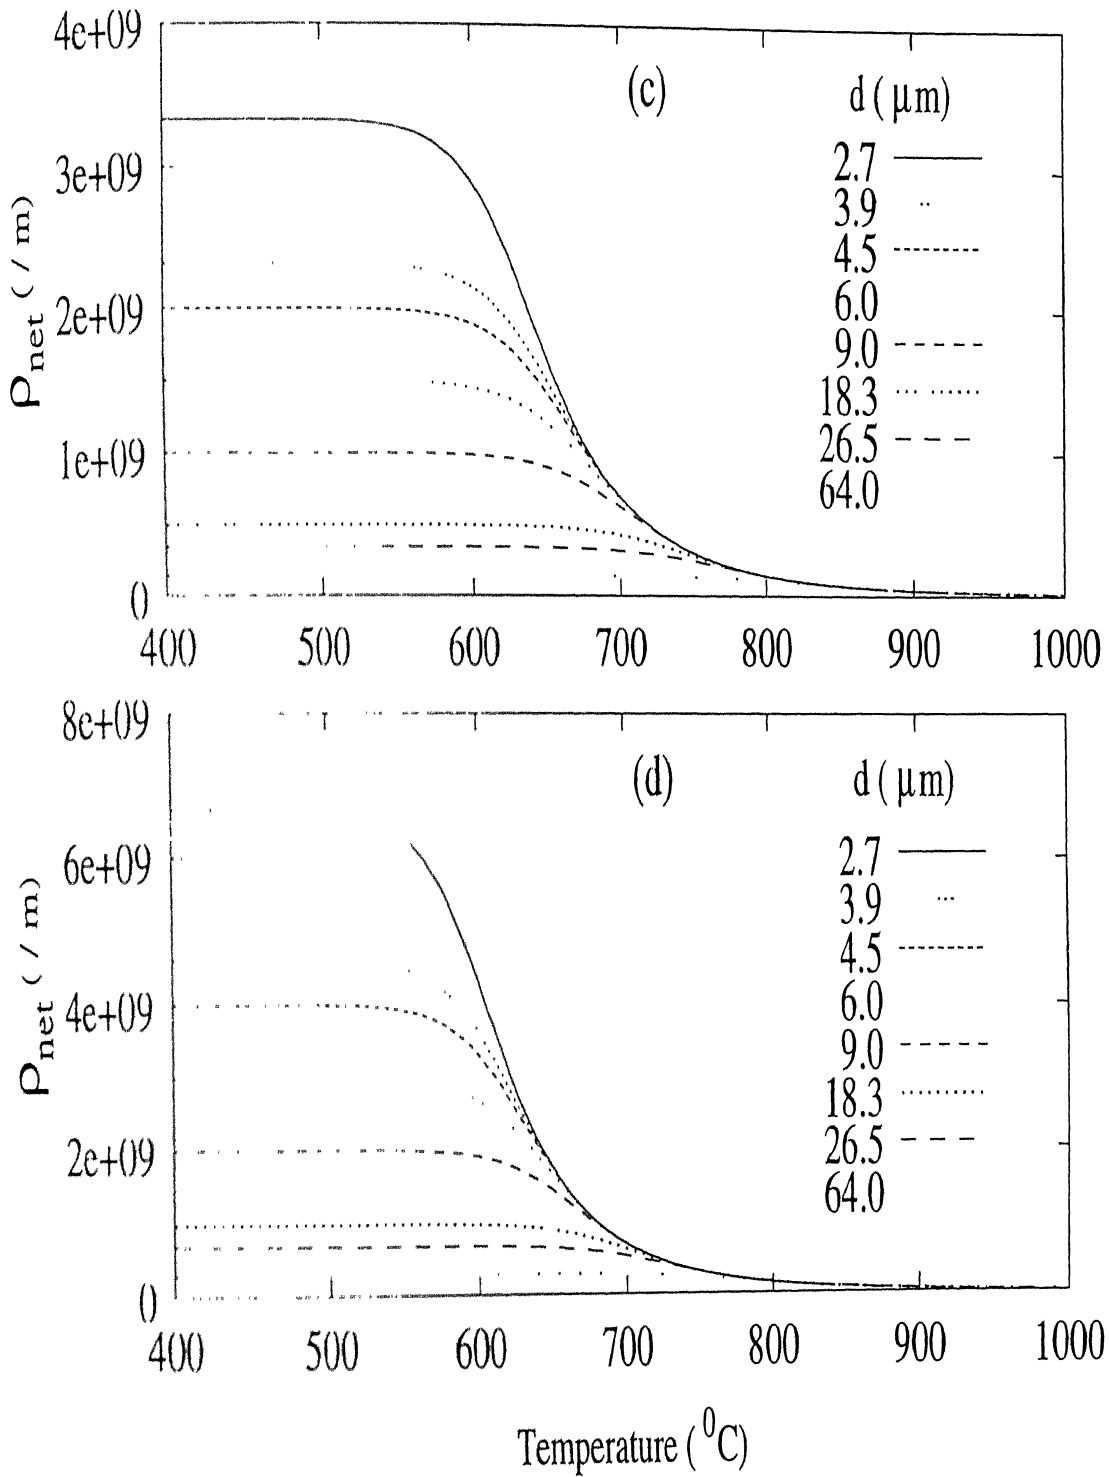 4e+09
(c)
d ( μm)
3e+09
2.7
3.9
4.5
ρnet ( / m)
2e+09
6.0
9.0
18.3
1e+09
26.5
64.0
0
400 500 600 700 800 900 1000
8e+09
(d)
d ( μm)
6e+09
2.7
3.9
4.5
ρnet ( / m)
4e+09
6.0
9.0
18.3
2e+09
26.5
64.0
0
400 500 600 700 800 900 1000
Temperature ( ⁰C)